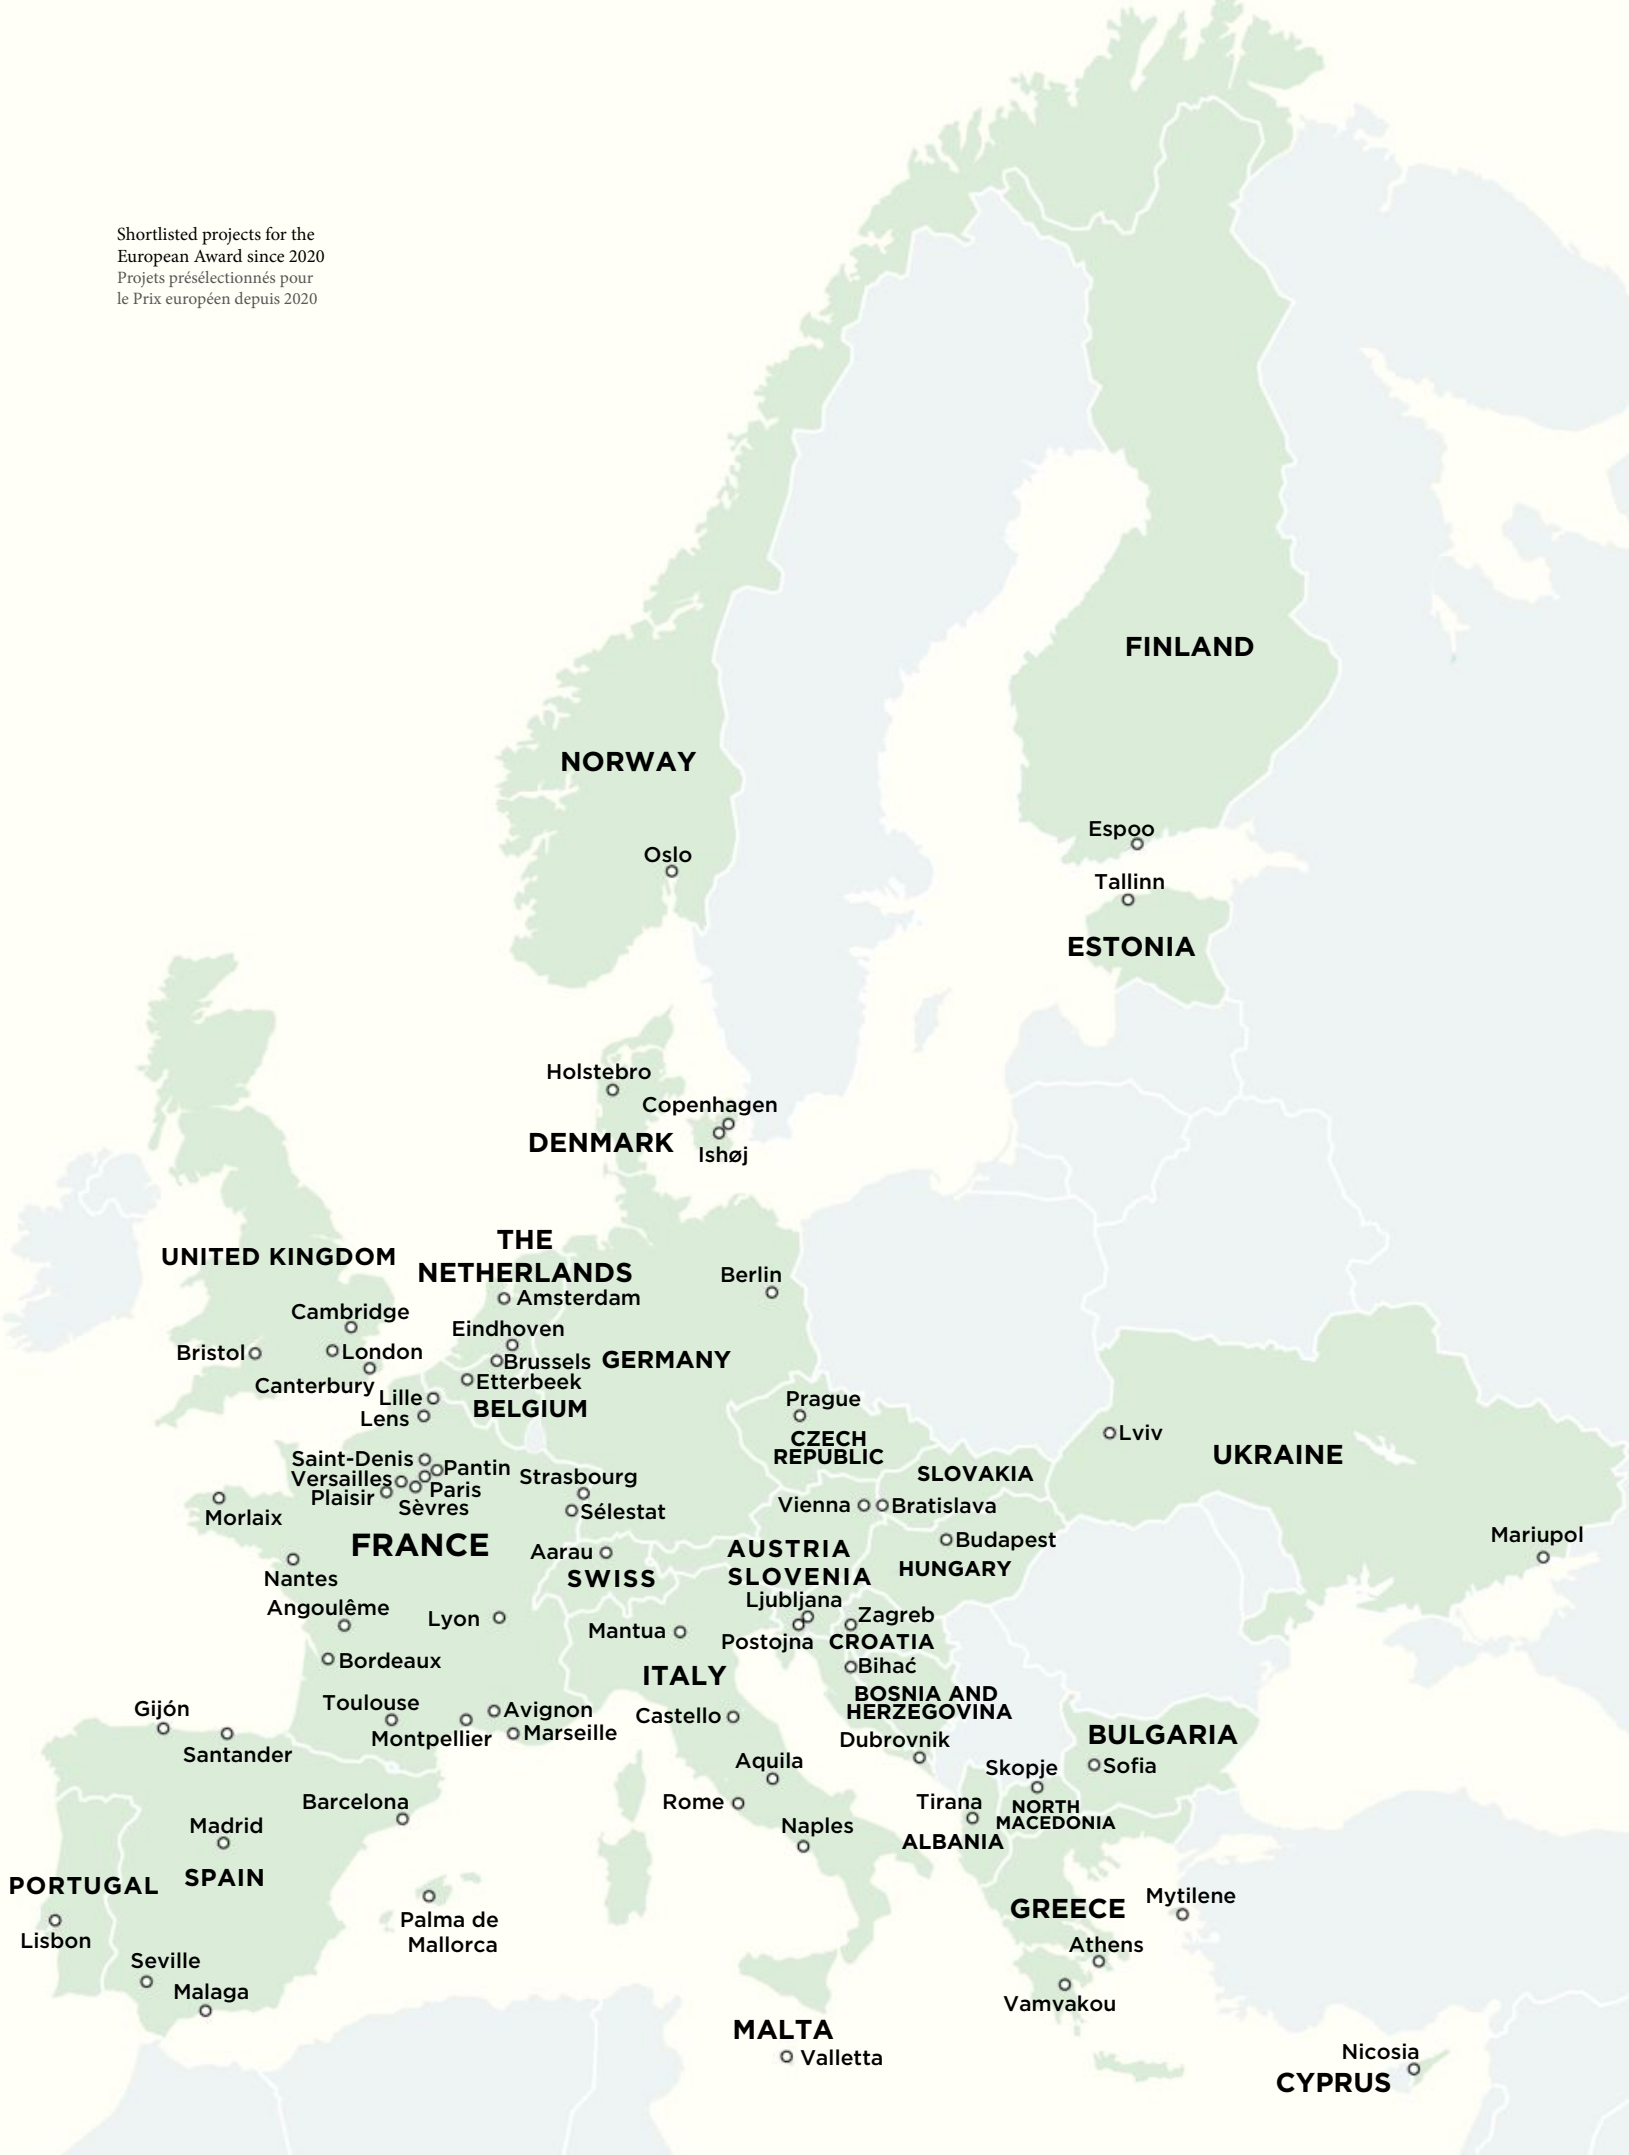 Shortlisted projects for the
European Award since 2020
Projets présélectionnés pour
le Prix européen depuis 2020
FINLAND
NORWAY
Espoo
Oslo
Tallinn
ESTONIA
Holstebro
Copenhagen
DENMARK
Ishøj
THE
NETHERLANDS
UNITED KINGDOM
Amsterdam
Berlin
Cambridge
Eindhoven
Bristol
London
Brussels
GERMANY
Canterbury
Etterbeek
Lille
BELGIUM
Lens
Prague
CZECH
REPUBLIC
Lviv
UKRAINE
Saint-Denis
Pantin
Versailles
Strasbourg
SLOVAKIA
Plaisir
Paris
Sèvres
Sélestat
Vienna
Bratislava
Morlaix
FRANCE
Aarau
AUSTRIA
Budapest
Mariupol
Nantes
SWISS
SLOVENIA
HUNGARY
Angoulême
Lyon
Ljubljana
Zagreb
Mantua
Postojna
CROATIA
Bordeaux
ITALY
Bihać
BOSNIA AND
HERZEGOVINA
Gijón
Toulouse
Avignon
Castello
Santander
Montpellier
Marseille
Dubrovnik
BULGARIA
Aquila
Skopje
Sofia
Barcelona
Rome
Tirana
NORTH
MACEDONIA
Madrid
Naples
ALBANIA
PORTUGAL
SPAIN
Mytilene
GREECE
Lisbon
Palma de
Mallorca
Athens
Seville
Malaga
Vamvakou
MALTA
Valletta
Nicosia
CYPRUS